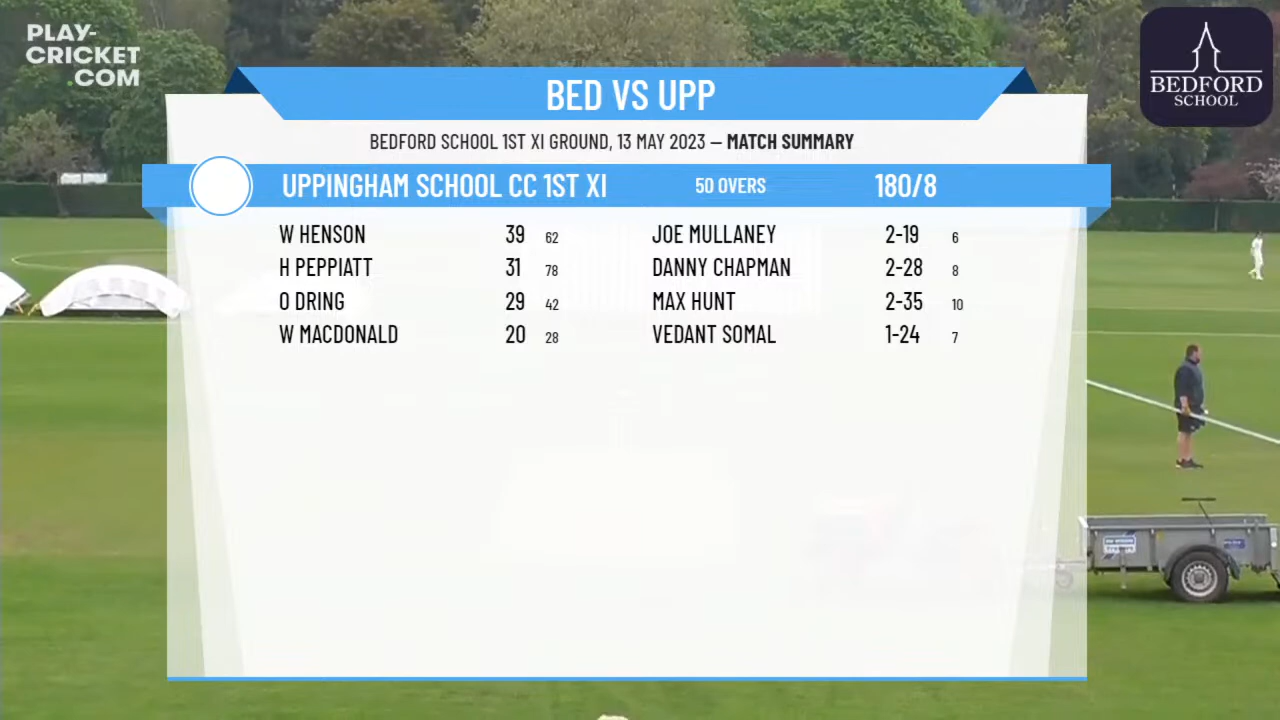 PLAY-
CRICKET
.COM
BEDFORD
SCHOOL
BED VS UPP
BEDFORD SCHOOL 1ST XI GROUND, 13 MAY 2023 – MATCH SUMMARY
UPPINGHAM SCHOOL CC 1ST XI 50 OVERS 180/8
W HENSON 39 62 JOE MULLANEY 2-19 6
H PEPPIATT 31 78 DANNY CHAPMAN 2-28 8
O DRING 29 42 MAX HUNT 2-35 10
W MACDONALD 20 28 VEDANT SOMAL 1-24 7